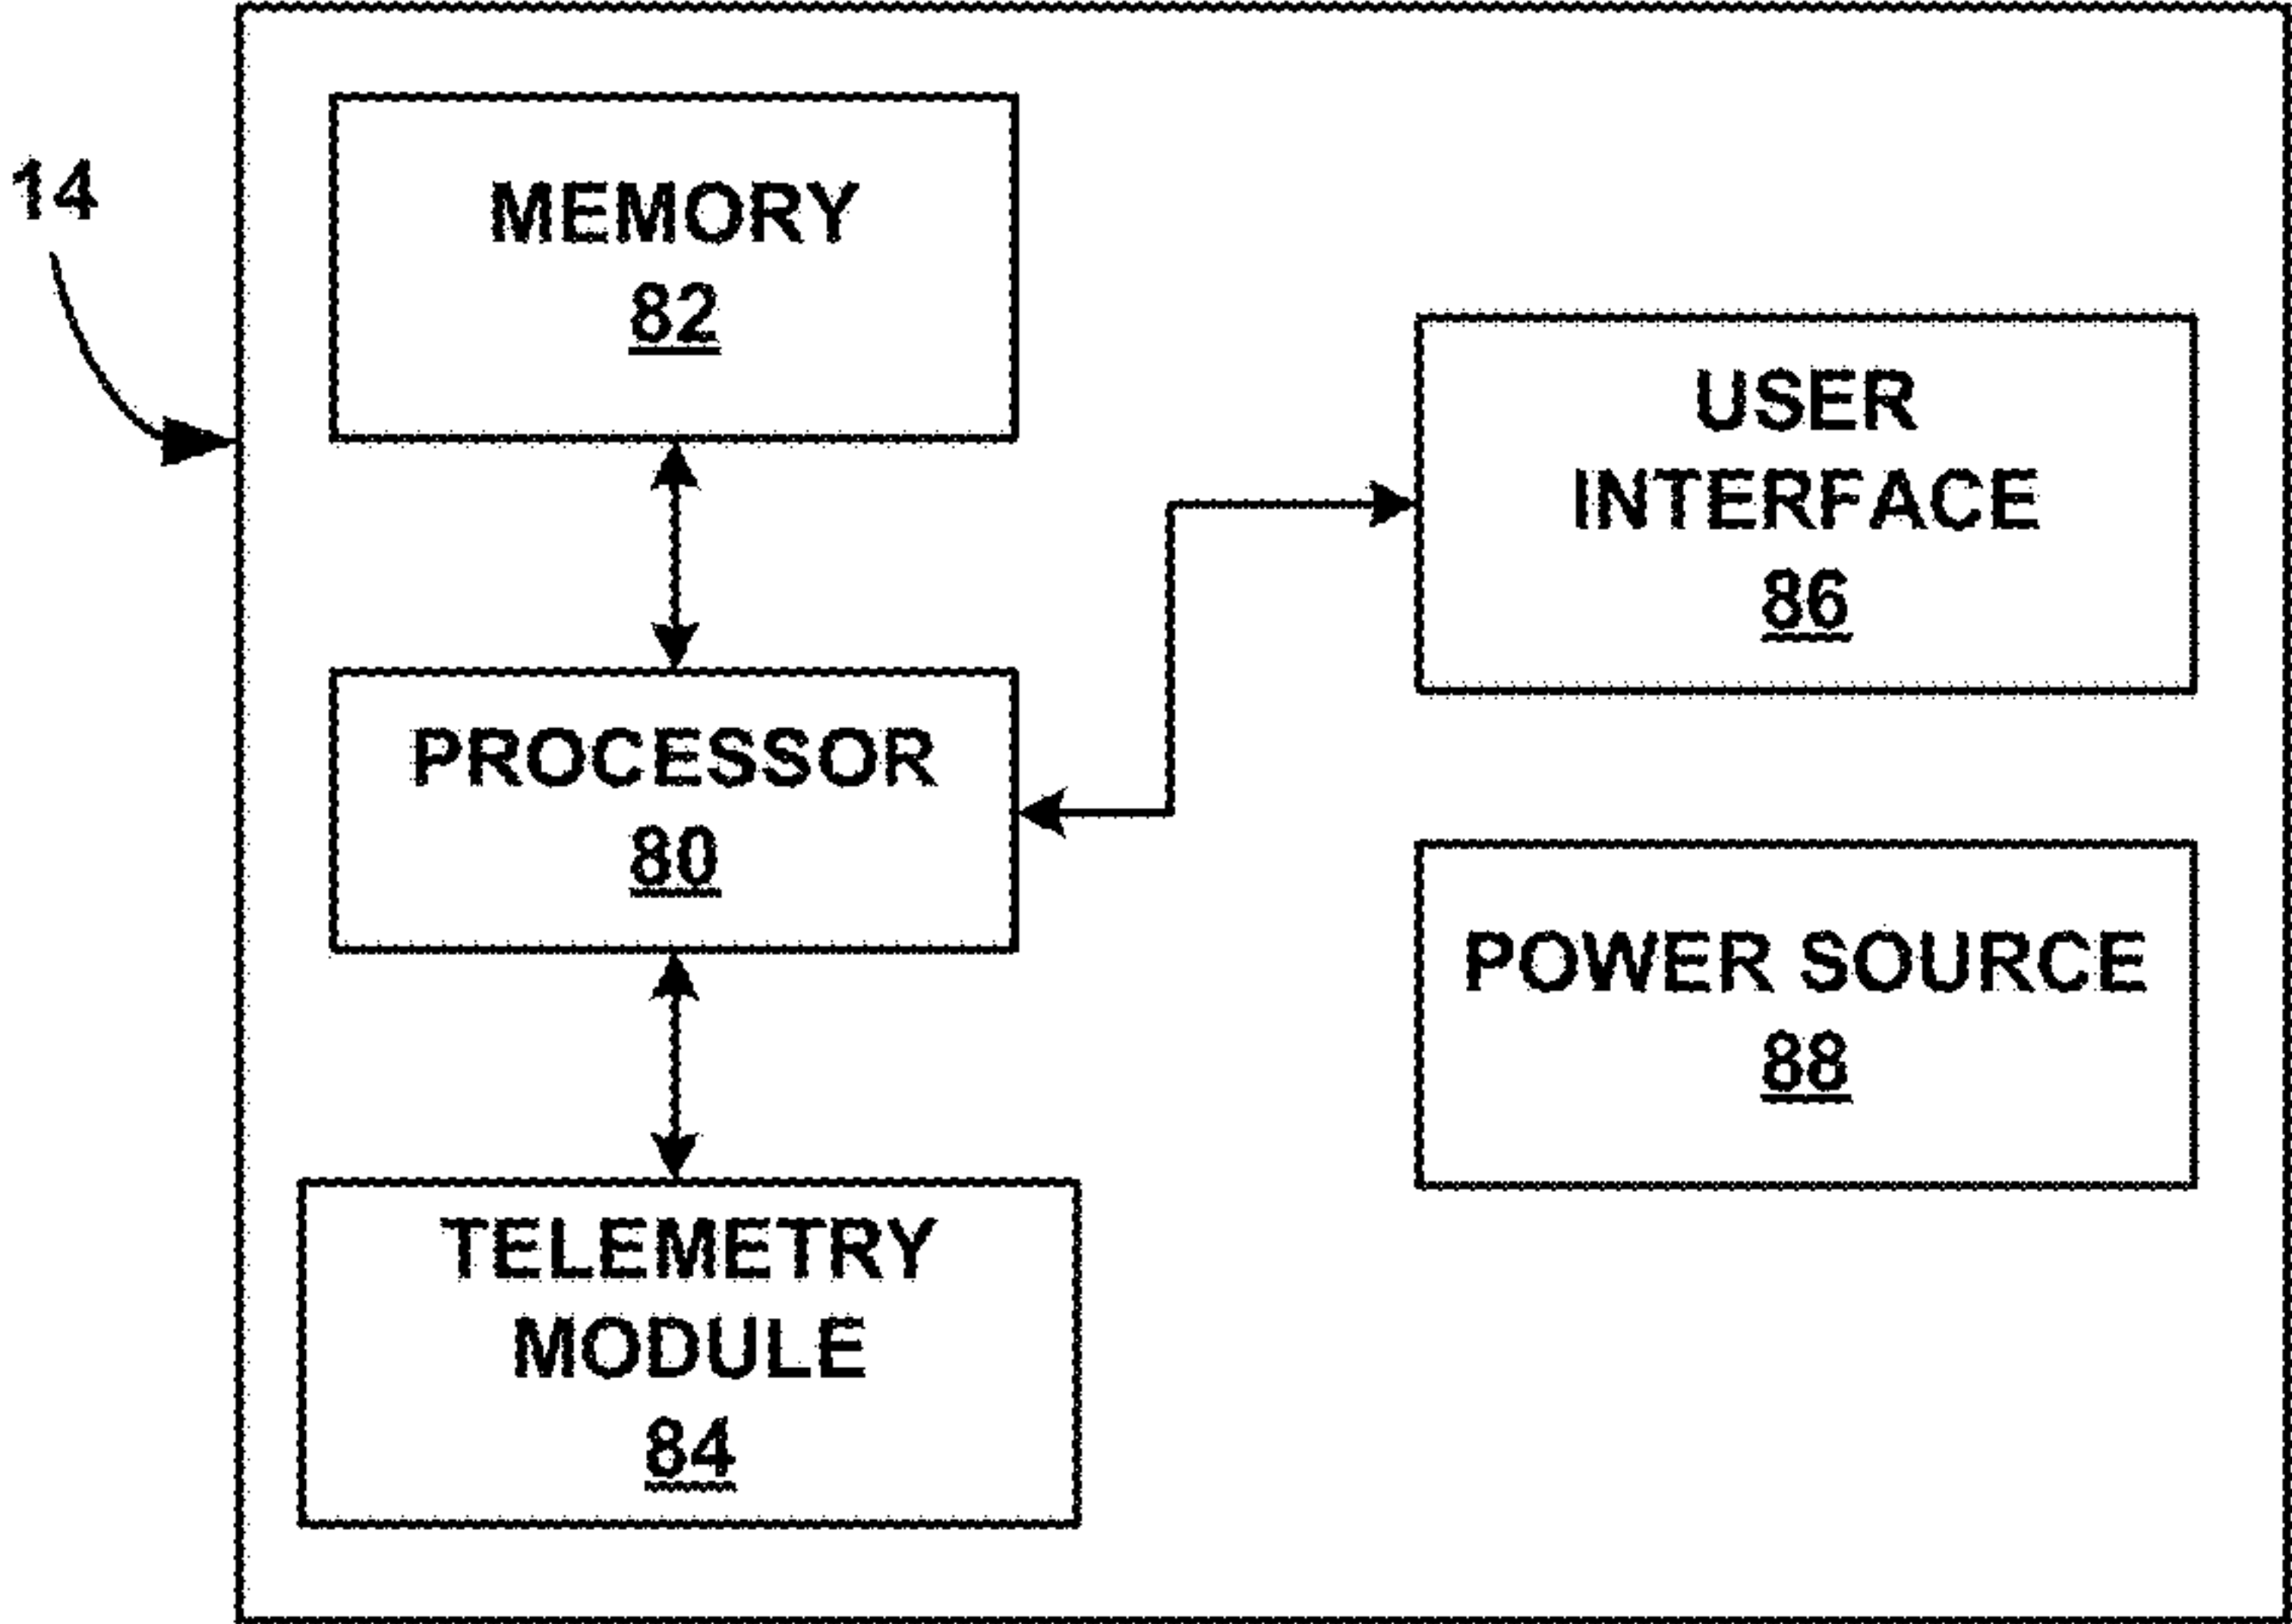 14
MEMORY
82
USER
INTERFACE
86
PROCESSOR
80
POWER SOURCE
88
TELEMETRY
MODULE
84